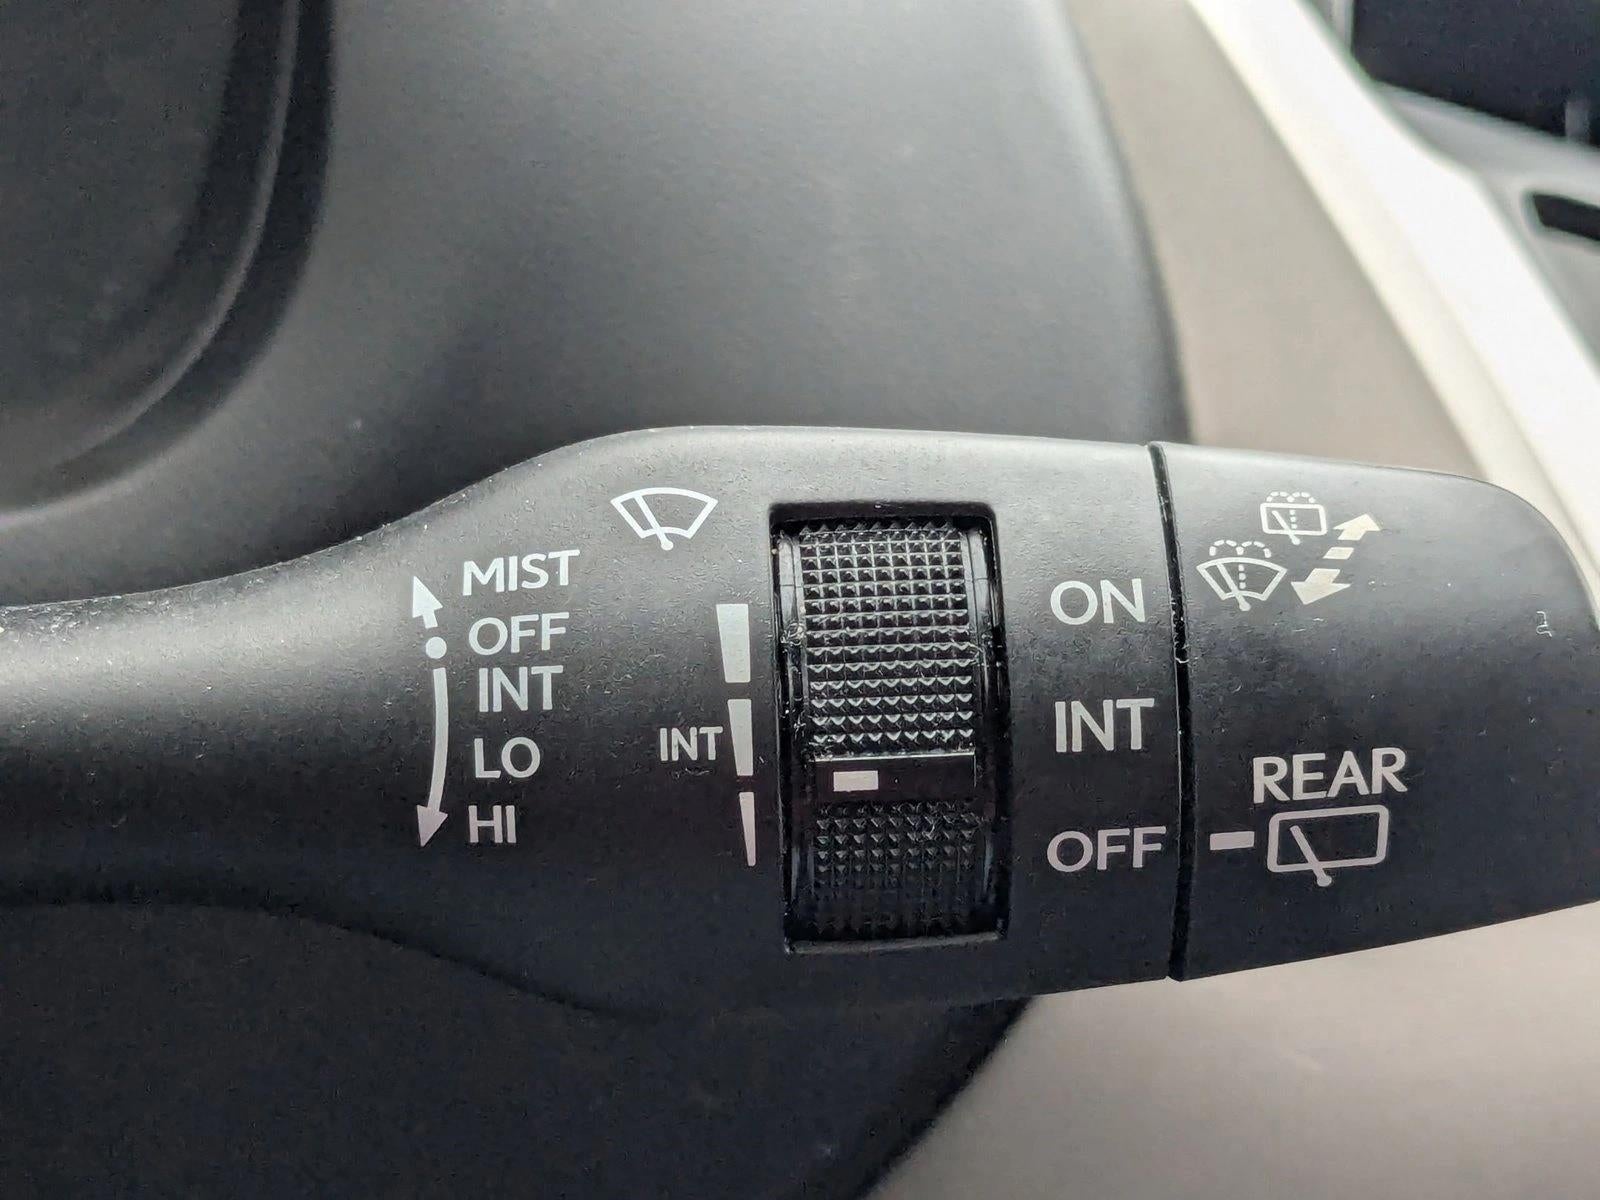 MIST
OFF
INT
LO
HI
INT
ON
INT
OFF
REAR